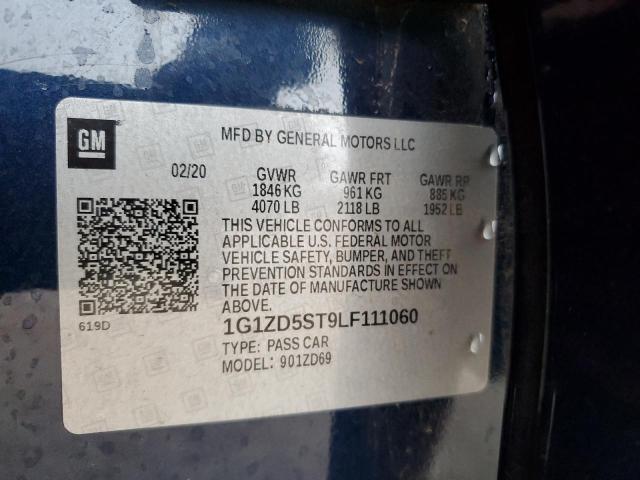 GM
MFD BY GENERAL MOTORS LLC
02/20 GVWR GAWR FRT GAWR RR
1846 KG 961 KG 885 KG
4070 LB 2118 LB 1952 LB
THIS VEHICLE CONFORMS TO ALL
APPLICABLE U.S. FEDERAL MOTOR
VEHICLE SAFETY, BUMPER, AND THEFT
PREVENTION STANDARDS IN EFFECT ON
THE DATE OF MANUFACTURE SHOWN
ABOVE.
619D
1G1ZD5ST9LF111060
TYPE: PASS CAR
MODEL: 901ZD69